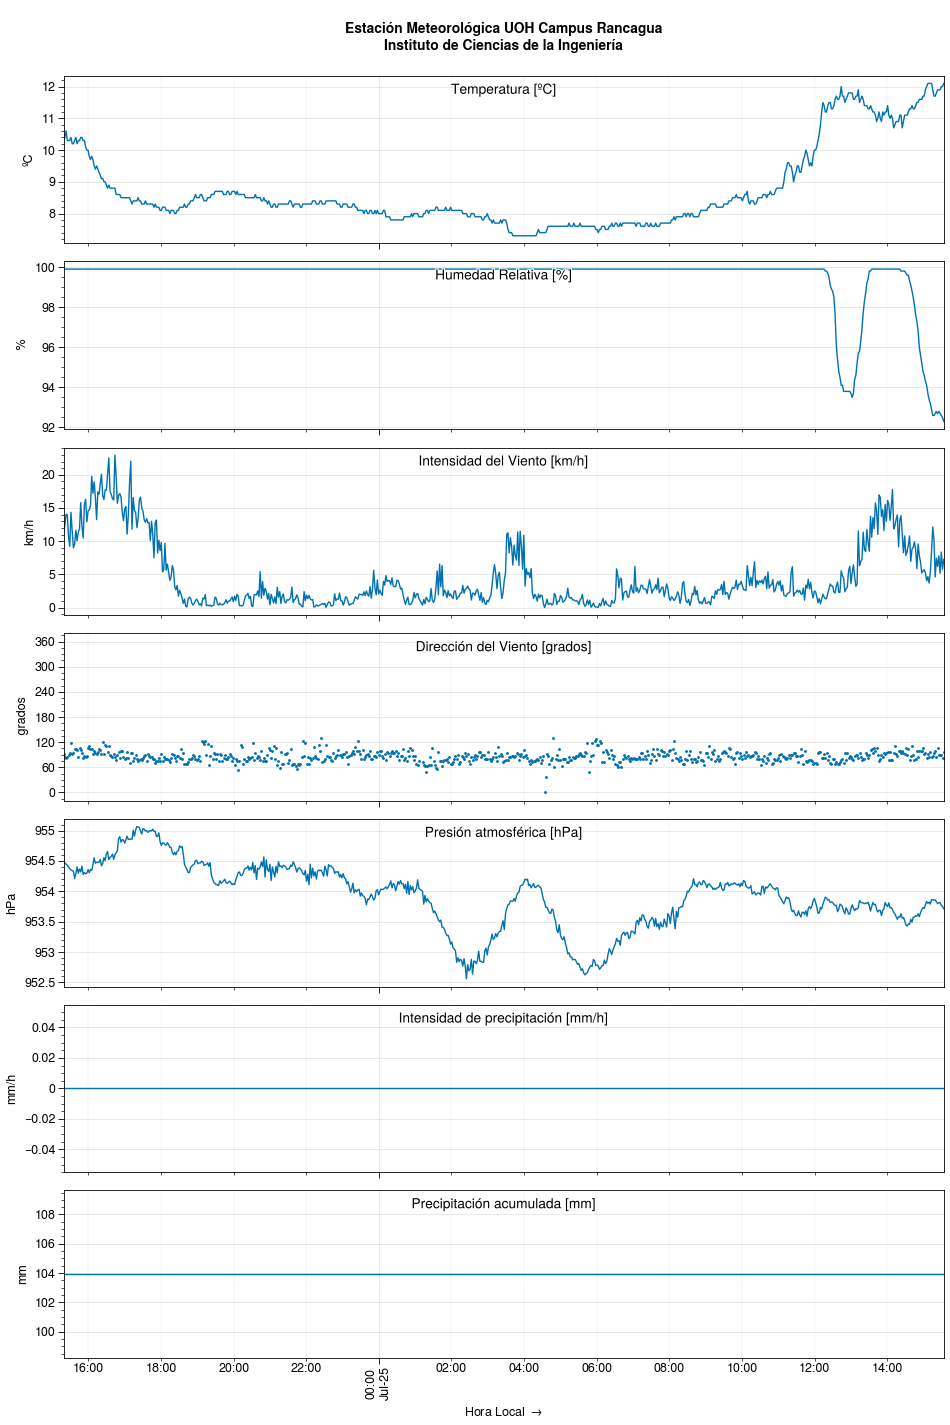 Estación Meteorológica UOH Campus Rancagua
Instituto de Ciencias de la Ingeniería
Temperatura [ºC]
ºC
12
11
10
9
8
Humedad Relativa [%]
%
100
98
96
94
92
Intensidad del Viento [km/h]
km/h
20
15
10
5
0
Dirección del Viento [grados]
grados
360
300
240
180
120
60
0
Presión atmosférica [hPa]
hPa
955
954.5
954
953.5
953
952.5
Intensidad de precipitación [mm/h]
mm/h
0.04
0.02
0
−0.02
−0.04
Precipitación acumulada [mm]
mm
108
106
104
102
100
16:00 18:00 20:00 22:00 00:00 02:00 04:00 06:00 08:00 10:00 12:00 14:00
Jul-25
Hora Local →